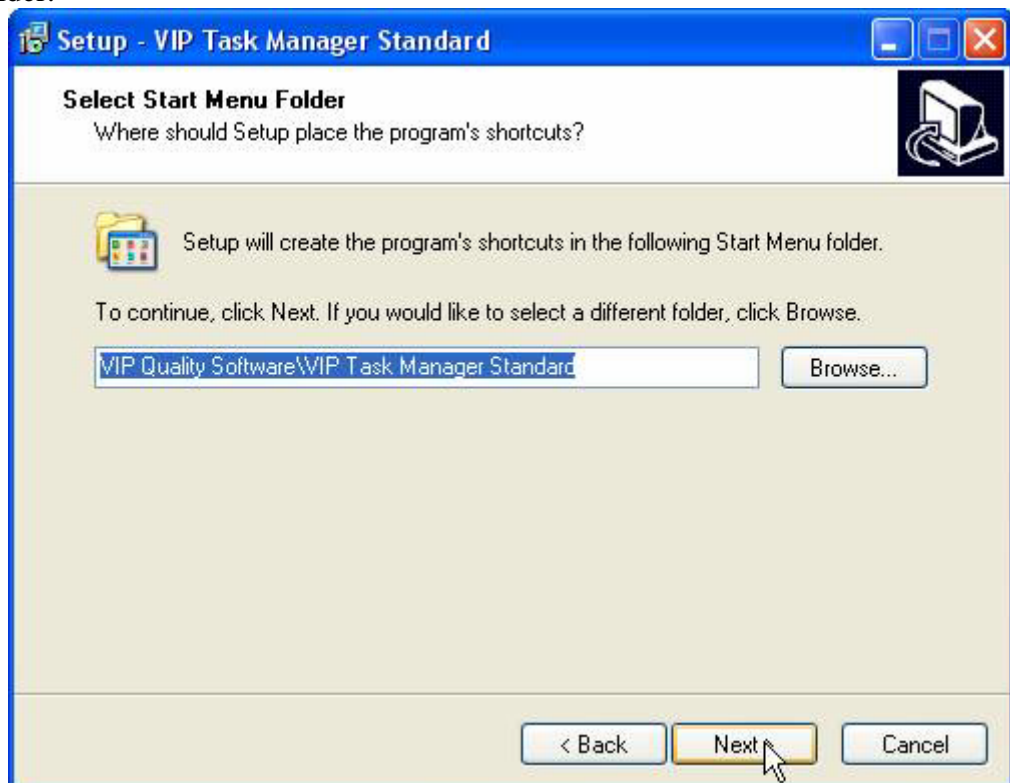 Setup - VIP Task Manager Standard
Select Start Menu Folder
Where should Setup place the program's shortcuts?
Setup will create the program's shortcuts in the following Start Menu folder.
To continue, click Next. If you would like to select a different folder, click Browse.
VIP Quality Software\VIP Task Manager Standard
Browse...
< Back
Next
Cancel